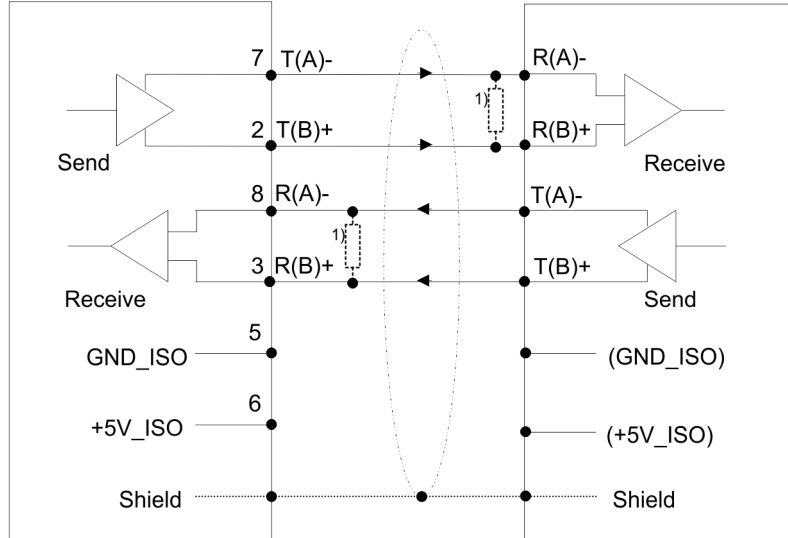 7 T(A)- R(A)-
1)
2 T(B)+ R(B)+
Send Receive
8 R(A)- T(A)-
1)
3 R(B)+ T(B)+
Receive Send
5
GND_ISO (GND_ISO)
6
+5V_ISO (+5V_ISO)
Shield Shield